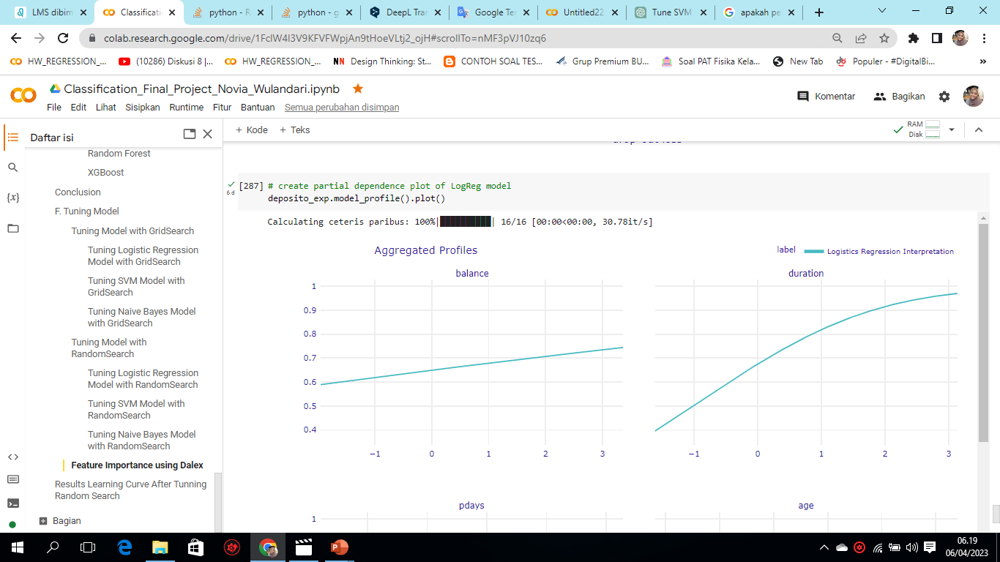 LMS dibim
Classificati
python - R
python - g
DeepL Tran
Google Ter
Untitled22
Tune SVM
apakah pe
colab.research.google.com/drive/1FclW4l3V9KFVFWpjAn9tHoeVLtj2_ojH#scrollTo=nMF3pVJ10zq6
HW_REGRESSION_...
(10286) Diskusi 8 |...
HW_REGRESSION_...
NN Design Thinking: St...
CONTOH SOAL TES...
Grup Premium BU...
Soal PAT Fisika Kela...
New Tab
Populer - #DigitalBi...
»
Classification_Final_Project_Novia_Wulandari.ipynb
File Edit Lihat Sisipkan Runtime Fitur Bantuan Semua perubahan disimpan
Komentar
Bagikan
Daftar isi
+ Kode + Teks
RAM
Disk
Random Forest
XGBoost
Conclusion
F. Tuning Model
Tuning Model with GridSearch
Tuning Logistic Regression
Model with GridSearch
Tuning SVM Model with
GridSearch
Tuning Naive Bayes Model
with GridSearch
Tuning Model with
RandomSearch
Tuning Logistic Regression
Model with RandomSearch
Tuning SVM Model with
RandomSearch
Tuning Naive Bayes Model
with RandomSearch
Feature Importance using Dalex
Results Learning Curve After Tunning
Random Search
Bagian
[287] # create partial dependence plot of LogReg model
6 d
deposito_exp.model_profile().plot()
Calculating ceteris paribus: 100%|██████████| 16/16 [00:00<00:00, 30.78it/s]
Aggregated Profiles
label Logistics Regression Interpretation
balance
duration
1
0.9
0.8
0.7
0.6
0.5
0.4
−1 0 1 2 3
−1 0 1 2 3
pdays
age
1
06.19
06/04/2023